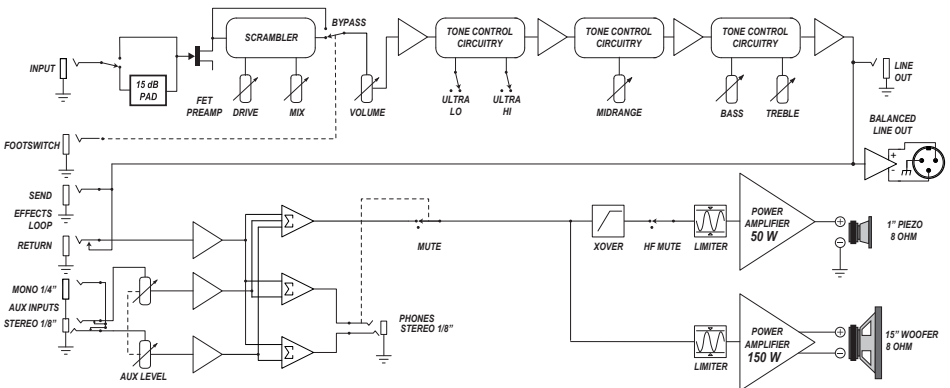 BYPASS
SCRAMBLER
TONE CONTROL
CIRCUITRY
TONE CONTROL
CIRCUITRY
TONE CONTROL
CIRCUITRY
INPUT
15 dB
PAD
FET
PREAMP
DRIVE
MIX
VOLUME
ULTRA
LO
ULTRA
HI
MIDRANGE
BASS
TREBLE
LINE
OUT
BALANCED
LINE OUT
+
-
FOOTSWITCH
SEND
EFFECTS
LOOP
RETURN
Σ
MUTE
XOVER
HF MUTE
LIMITER
POWER
AMPLIFIER
50 W
+
−
1" PIEZO
8 OHM
MONO 1/4"
AUX INPUTS
STEREO 1/8"
AUX LEVEL
Σ
Σ
PHONES
STEREO 1/8"
LIMITER
POWER
AMPLIFIER
150 W
+
−
15" WOOFER
8 OHM